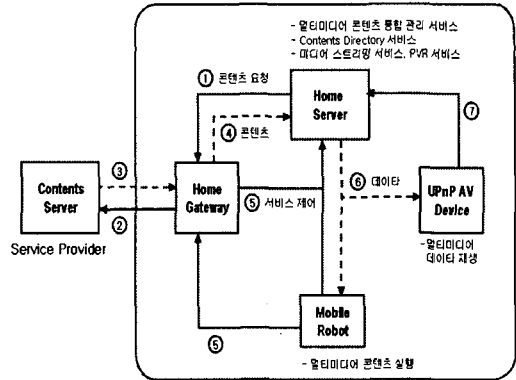 - 멀티미디어 콘텐츠 통합 관리 서비스
- Contents Directory 서비스
- 미디어 스트리밍 서비스, PVR 서비스
① 콘텐츠 요청
Home
Server
⑦
④ 콘텐츠
③
Contents
Server
②
Service Provider
Home
Gateway
⑤ 서비스 제어
⑥ 데이타
UPnP AV
Device
- 멀티미디어
데이타 재생
⑤
Mobile
Robot
- 멀티미디어 콘텐츠 실행